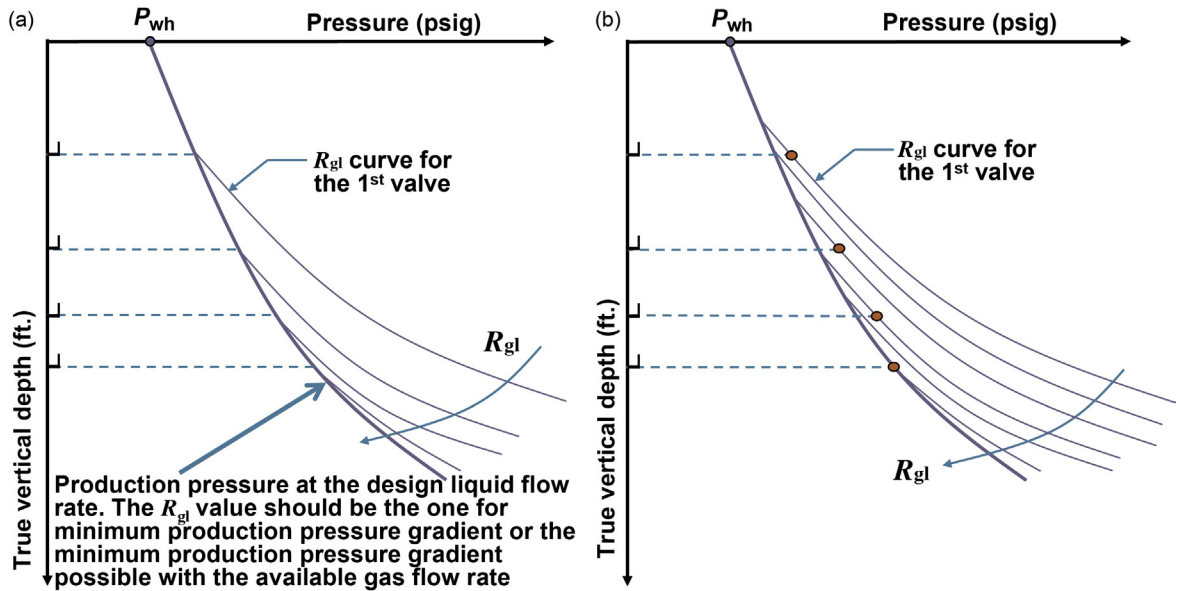 (a)
P_wh
Pressure (psig)
R_gl curve for
the 1st valve
R_gl
True vertical depth (ft.)
Production pressure at the design liquid flow
rate. The R_gl value should be the one for
minimum production pressure gradient or the
minimum production pressure gradient
possible with the available gas flow rate
(b)
P_wh
Pressure (psig)
R_gl curve for
the 1st valve
R_gl
True vertical depth (ft.)